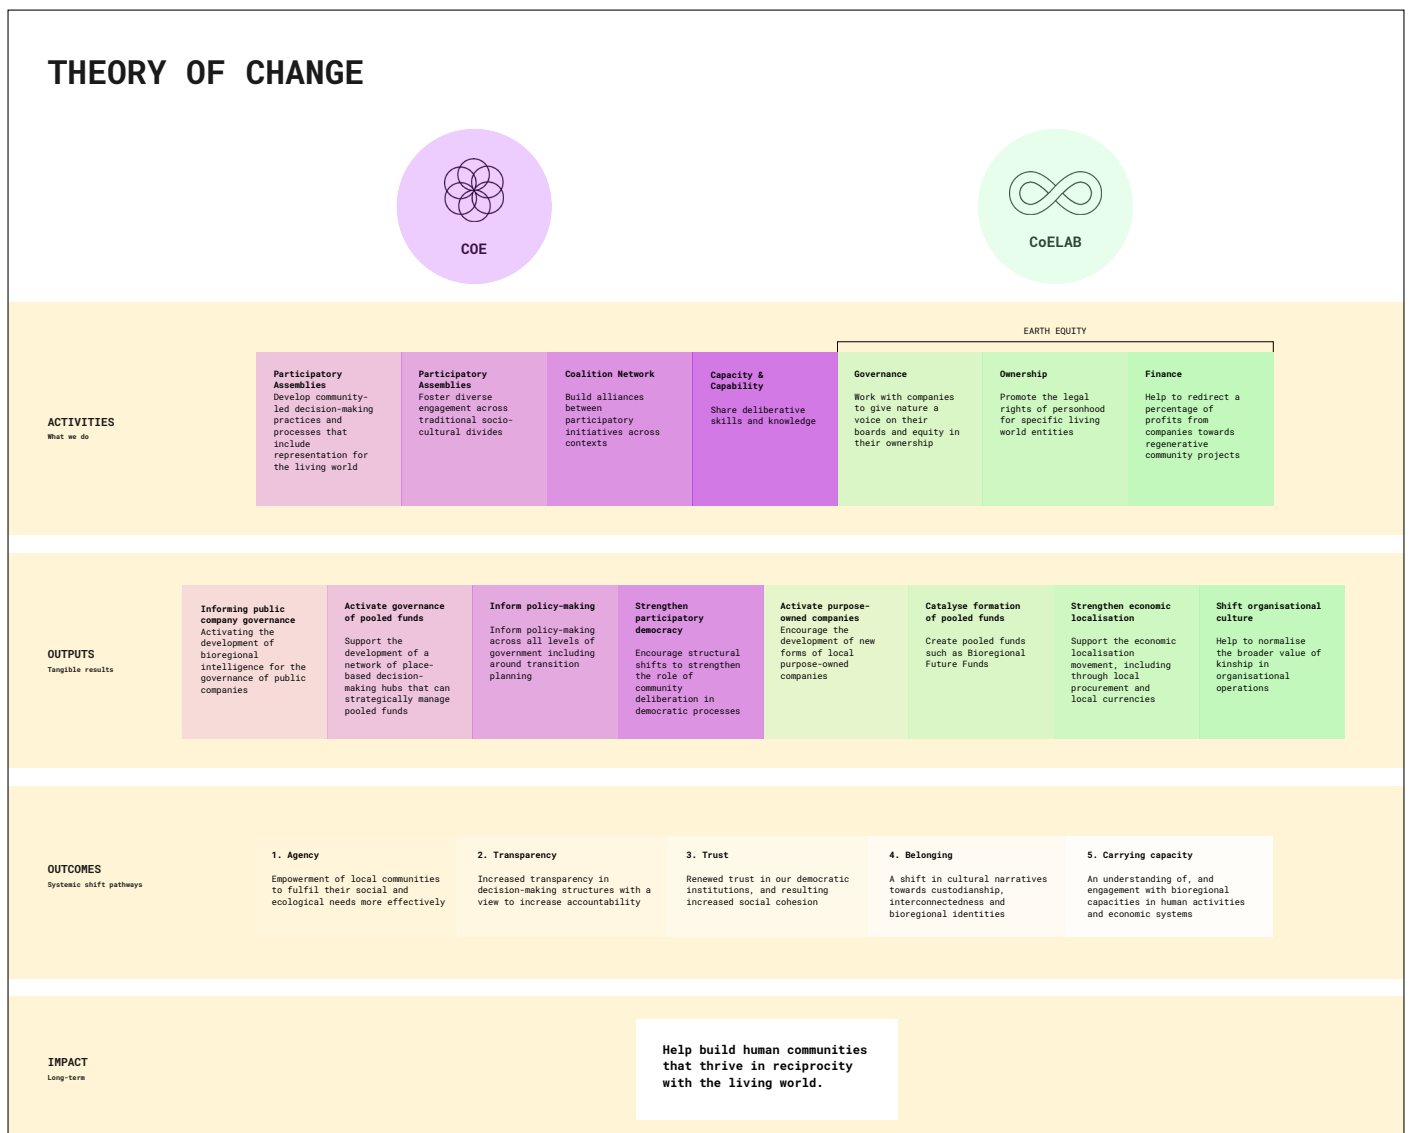 THEORY OF CHANGE
COE
CoELAB
EARTH EQUITY
ACTIVITIES
What we do
Participatory
Assemblies
Develop community-
led decision-making
practices and
processes that
include
representation for
the living world
Participatory
Assemblies
Foster diverse
engagement across
traditional socio-
cultural divides
Coalition Network
Build alliances
between
participatory
initiatives across
contexts
Capacity &
Capability
Share deliberative
skills and knowledge
Governance
Work with companies
to give nature a
voice on their
boards and equity in
their ownership
Ownership
Promote the legal
rights of personhood
for specific living
world entities
Finance
Help to redirect a
percentage of
profits from
companies towards
regenerative
community projects
OUTPUTS
Tangible results
Informing public
company governance
Activating the
development of
bioregional
intelligence for the
governance of public
companies
Activate governance
of pooled funds
Support the
development of a
network of place-
based decision-
making hubs that can
strategically manage
pooled funds
Inform policy-making
Inform policy-making
across all levels of
government including
around transition
planning
Strengthen
participatory
democracy
Encourage structural
shifts to strengthen
the role of
community
deliberation in
democratic processes
Activate purpose-
owned companies
Encourage the
development of new
forms of local
purpose-owned
companies
Catalyse formation
of pooled funds
Create pooled funds
such as Bioregional
Future Funds
Strengthen economic
localisation
Support the economic
localisation
movement, including
through local
procurement and
local currencies
Shift organisational
culture
Help to normalise
the broader value of
kinship in
organisational
operations
OUTCOMES
Systemic shift pathways
1. Agency
Empowerment of local communities
to fulfil their social and
ecological needs more effectively
2. Transparency
Increased transparency in
decision-making structures with a
view to increase accountability
3. Trust
Renewed trust in our democratic
institutions, and resulting
increased social cohesion
4. Belonging
A shift in cultural narratives
towards custodianship,
interconnectedness and
bioregional identities
5. Carrying capacity
An understanding of, and
engagement with bioregional
capacities in human activities
and economic systems
IMPACT
Long-term
Help build human communities
that thrive in reciprocity
with the living world.